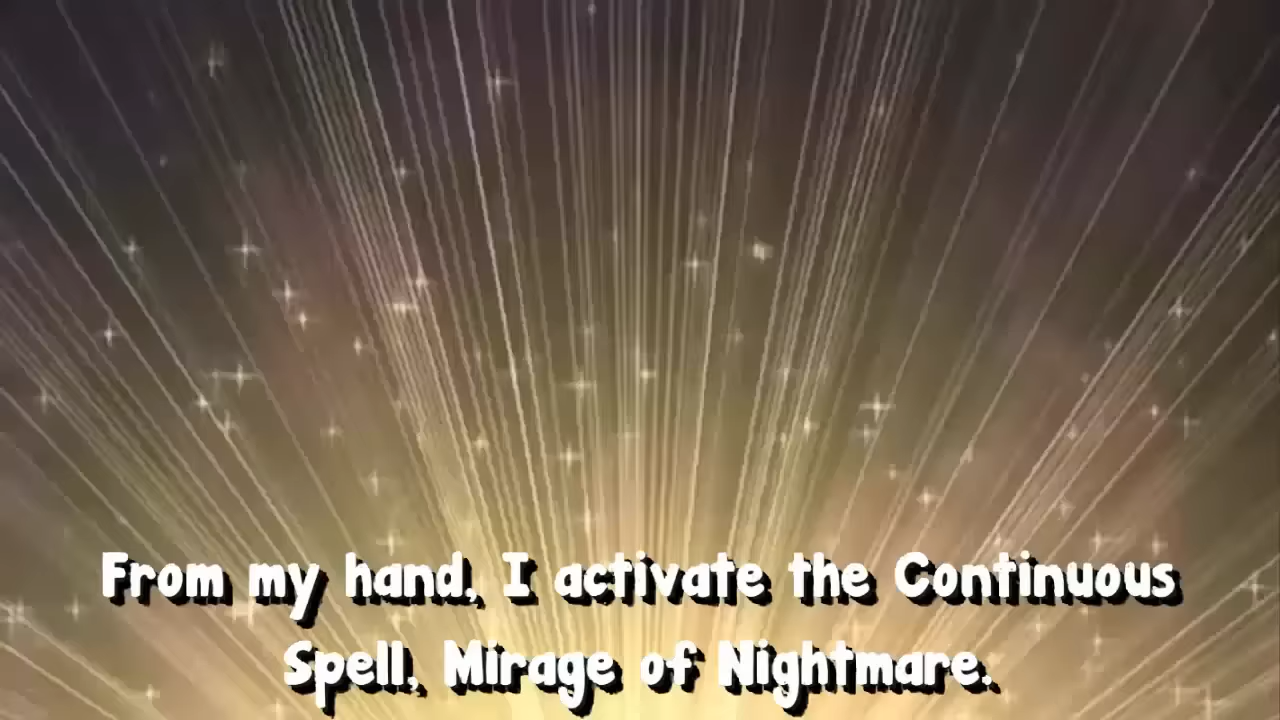 From my hand, I activate the Continuous
Spell, Mirage of Nightmare.